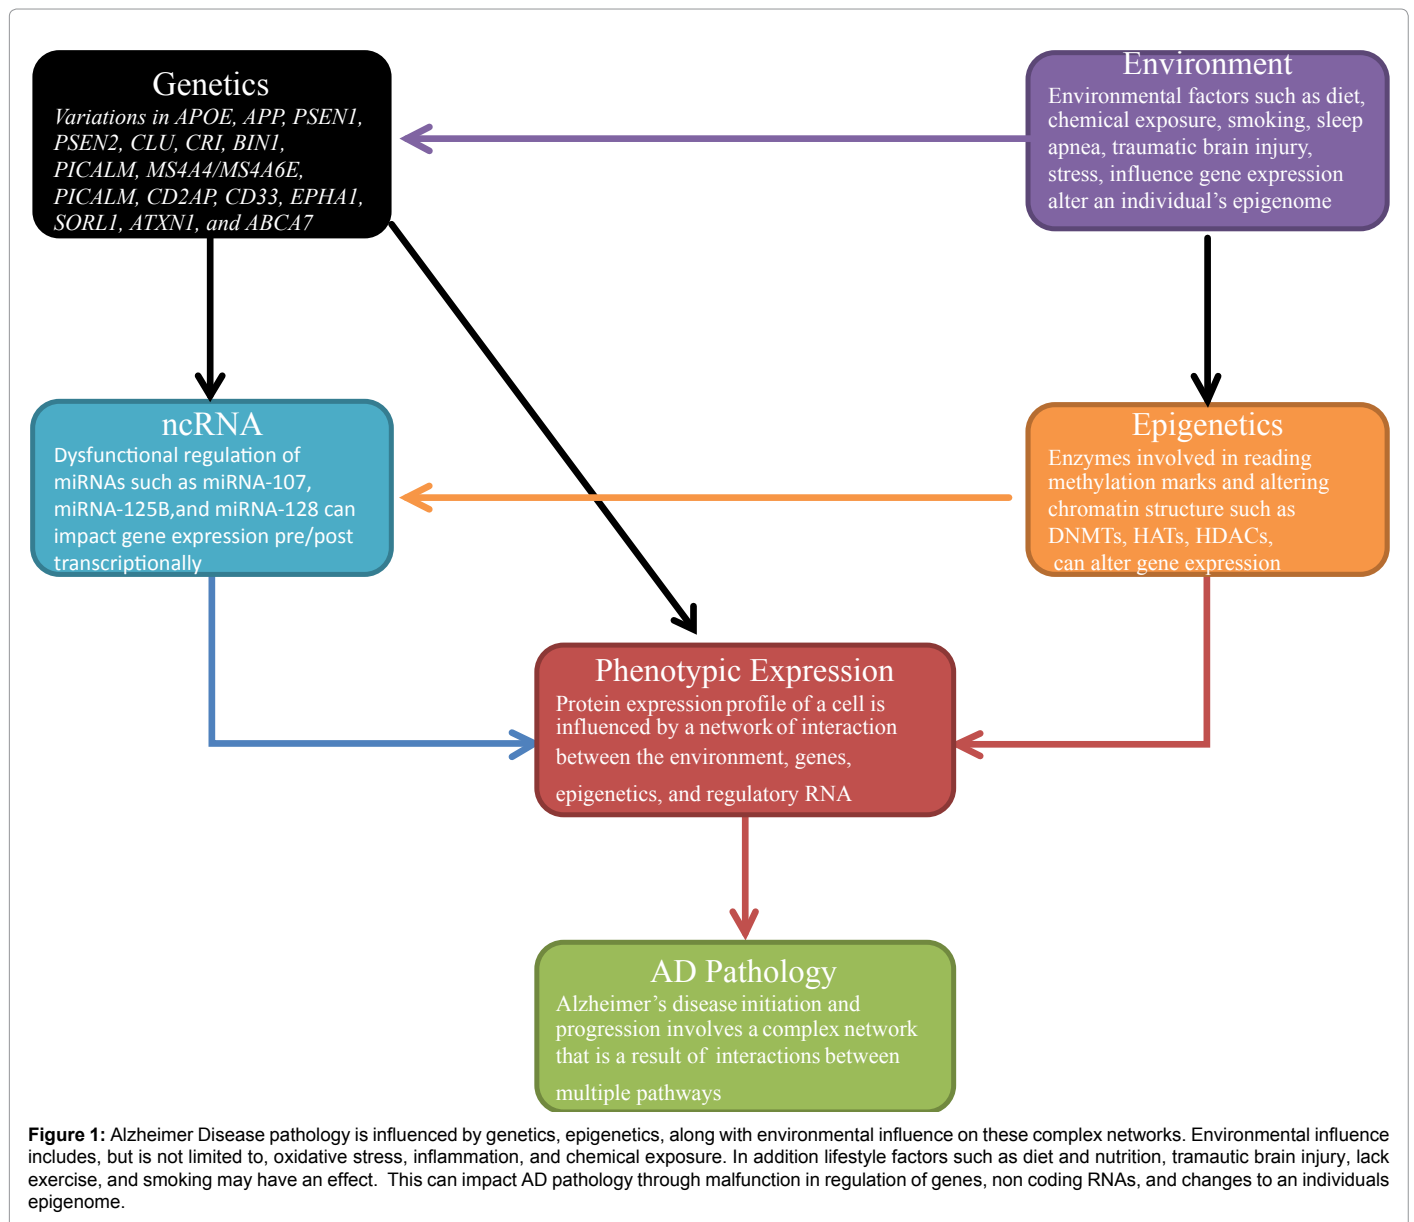 Genetics
Variations in APOE, APP, PSEN1,
PSEN2, CLU, CRI, BIN1,
PICALM, MS4A4/MS4A6E,
PICALM, CD2AP, CD33, EPHA1,
SORL1, ATXN1, and ABCA7
Environment
Environmental factors such as diet,
chemical exposure, smoking, sleep
apnea, traumatic brain injury,
stress, influence gene expression
alter an individual’s epigenome
ncRNA
Dysfunctional regulation of
miRNAs such as miRNA-107,
miRNA-125B,and miRNA-128 can
impact gene expression pre/post
transcriptionally
Epigenetics
Enzymes involved in reading
methylation marks and altering
chromatin structure such as
DNMTs, HATs, HDACs,
can alter gene expression
Phenotypic Expression
Protein expression profile of a cell is
influenced by a network of interaction
between the environment, genes,
epigenetics, and regulatory RNA
AD Pathology
Alzheimer’s disease initiation and
progression involves a complex network
that is a result of interactions between
multiple pathways
Figure 1: Alzheimer Disease pathology is influenced by genetics, epigenetics, along with environmental influence on these complex networks. Environmental influence
includes, but is not limited to, oxidative stress, inflammation, and chemical exposure. In addition lifestyle factors such as diet and nutrition, tramautic brain injury, lack
exercise, and smoking may have an effect. This can impact AD pathology through malfunction in regulation of genes, non coding RNAs, and changes to an individuals
epigenome.